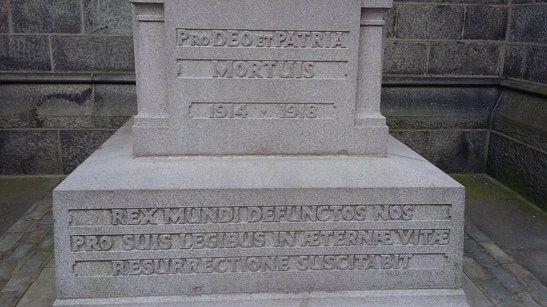 PRO DEO ET PATRIA
MORTUIS
1914 · 1918
REX MUNDI DEFUNCTOS NOS
PRO SUIS LEGIBUS IN ÆTERNÆ VITÆ
RESURRECTIONE SUSCITABIT